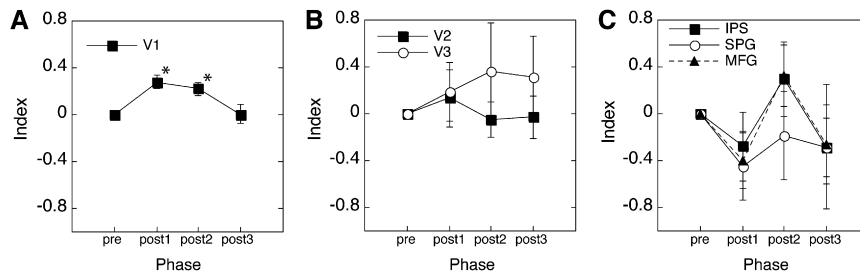 A
0.8
0.4
0
-0.4
-0.8
Index
V1
*
*
pre
post1
post2
post3
Phase
B
0.8
0.4
0
-0.4
-0.8
Index
V2
V3
pre
post1
post2
post3
Phase
C
0.8
0.4
0
-0.4
-0.8
Index
IPS
SPG
MFG
pre
post1
post2
post3
Phase